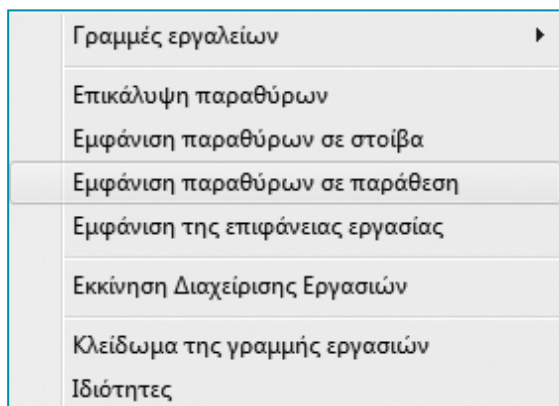 Γραμμές εργαλείων
Επικάλυψη παραθύρων
Εμφάνιση παραθύρων σε στοίβα
Εμφάνιση παραθύρων σε παράθεση
Εμφάνιση της επιφάνειας εργασίας
Εκκίνηση Διαχείρισης Εργασιών
Κλείδωμα της γραμμής εργασιών
Ιδιότητες